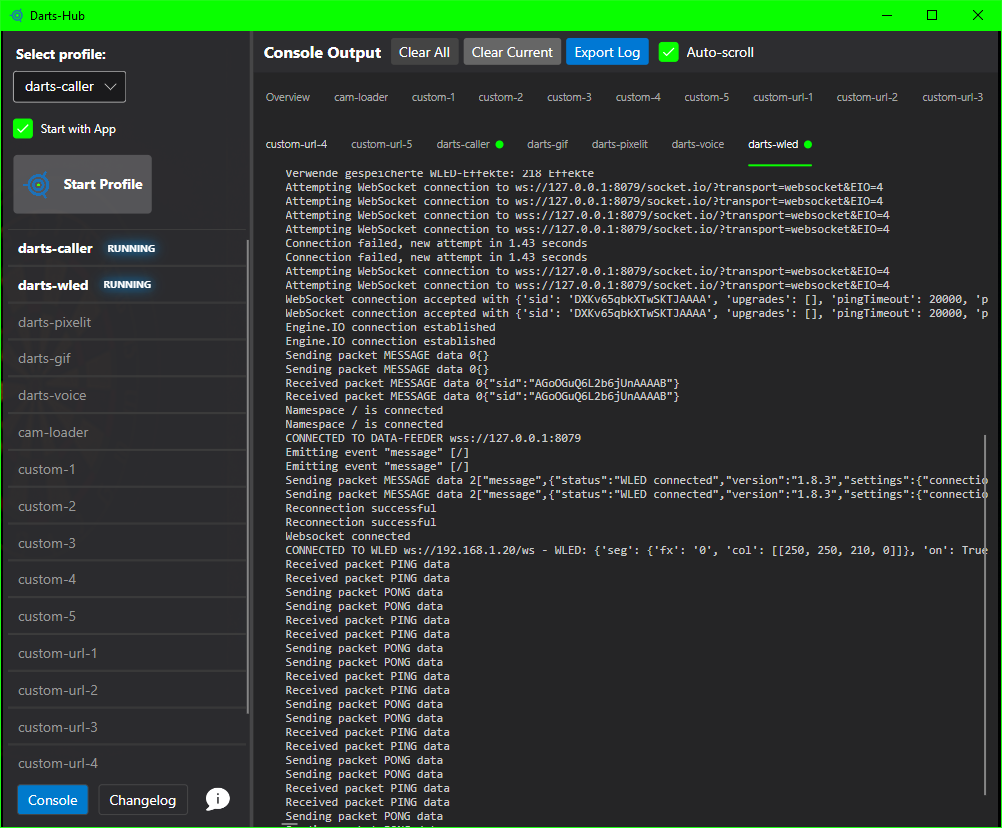 Darts-Hub
Select profile:
darts-caller
Start with App
Start Profile
darts-caller RUNNING
darts-wled RUNNING
darts-pixelit
darts-gif
darts-voice
cam-loader
custom-1
custom-2
custom-3
custom-4
custom-5
custom-url-1
custom-url-2
custom-url-3
custom-url-4
Console Changelog
Console Output Clear All Clear Current Export Log Auto-scroll
Overview cam-loader custom-1 custom-2 custom-3 custom-4 custom-5 custom-url-1 custom-url-2 custom-url-3
custom-url-4 custom-url-5 darts-caller darts-gif darts-pixelit darts-voice darts-wled
Verwende gespeicherte WLED-Effekte: 218 Effekte
Attempting WebSocket connection to ws://127.0.0.1:8079/socket.io/?transport=websocket&EIO=4
Attempting WebSocket connection to ws://127.0.0.1:8079/socket.io/?transport=websocket&EIO=4
Attempting WebSocket connection to wss://127.0.0.1:8079/socket.io/?transport=websocket&EIO=4
Attempting WebSocket connection to wss://127.0.0.1:8079/socket.io/?transport=websocket&EIO=4
Connection failed, new attempt in 1.43 seconds
Connection failed, new attempt in 1.43 seconds
Attempting WebSocket connection to wss://127.0.0.1:8079/socket.io/?transport=websocket&EIO=4
Attempting WebSocket connection to wss://127.0.0.1:8079/socket.io/?transport=websocket&EIO=4
WebSocket connection accepted with {'sid': 'DXKv65qbkXTwSKTJAAAA', 'upgrades': [], 'pingTimeout': 20000, 'p
WebSocket connection accepted with {'sid': 'DXKv65qbkXTwSKTJAAAA', 'upgrades': [], 'pingTimeout': 20000, 'p
Engine.IO connection established
Engine.IO connection established
Sending packet MESSAGE data 0{}
Sending packet MESSAGE data 0{}
Received packet MESSAGE data 0{"sid":"AGoOGuQ6L2b6jUnAAAAB"}
Received packet MESSAGE data 0{"sid":"AGoOGuQ6L2b6jUnAAAAB"}
Namespace / is connected
Namespace / is connected
CONNECTED TO DATA-FEEDER wss://127.0.0.1:8079
Emitting event "message" [/]
Emitting event "message" [/]
Sending packet MESSAGE data 2["message",{"status":"WLED connected","version":"1.8.3","settings":{"connectio
Sending packet MESSAGE data 2["message",{"status":"WLED connected","version":"1.8.3","settings":{"connectio
Reconnection successful
Reconnection successful
Websocket connected
CONNECTED TO WLED ws://192.168.1.20/ws - WLED: {'seg': {'fx': '0', 'col': [[250, 250, 210, 0]]}, 'on': True
Received packet PING data
Received packet PING data
Sending packet PONG data
Sending packet PONG data
Received packet PING data
Received packet PING data
Sending packet PONG data
Sending packet PONG data
Received packet PING data
Received packet PING data
Sending packet PONG data
Sending packet PONG data
Received packet PING data
Received packet PING data
Sending packet PONG data
Sending packet PONG data
Received packet PING data
Received packet PING data
Sending packet PONG data